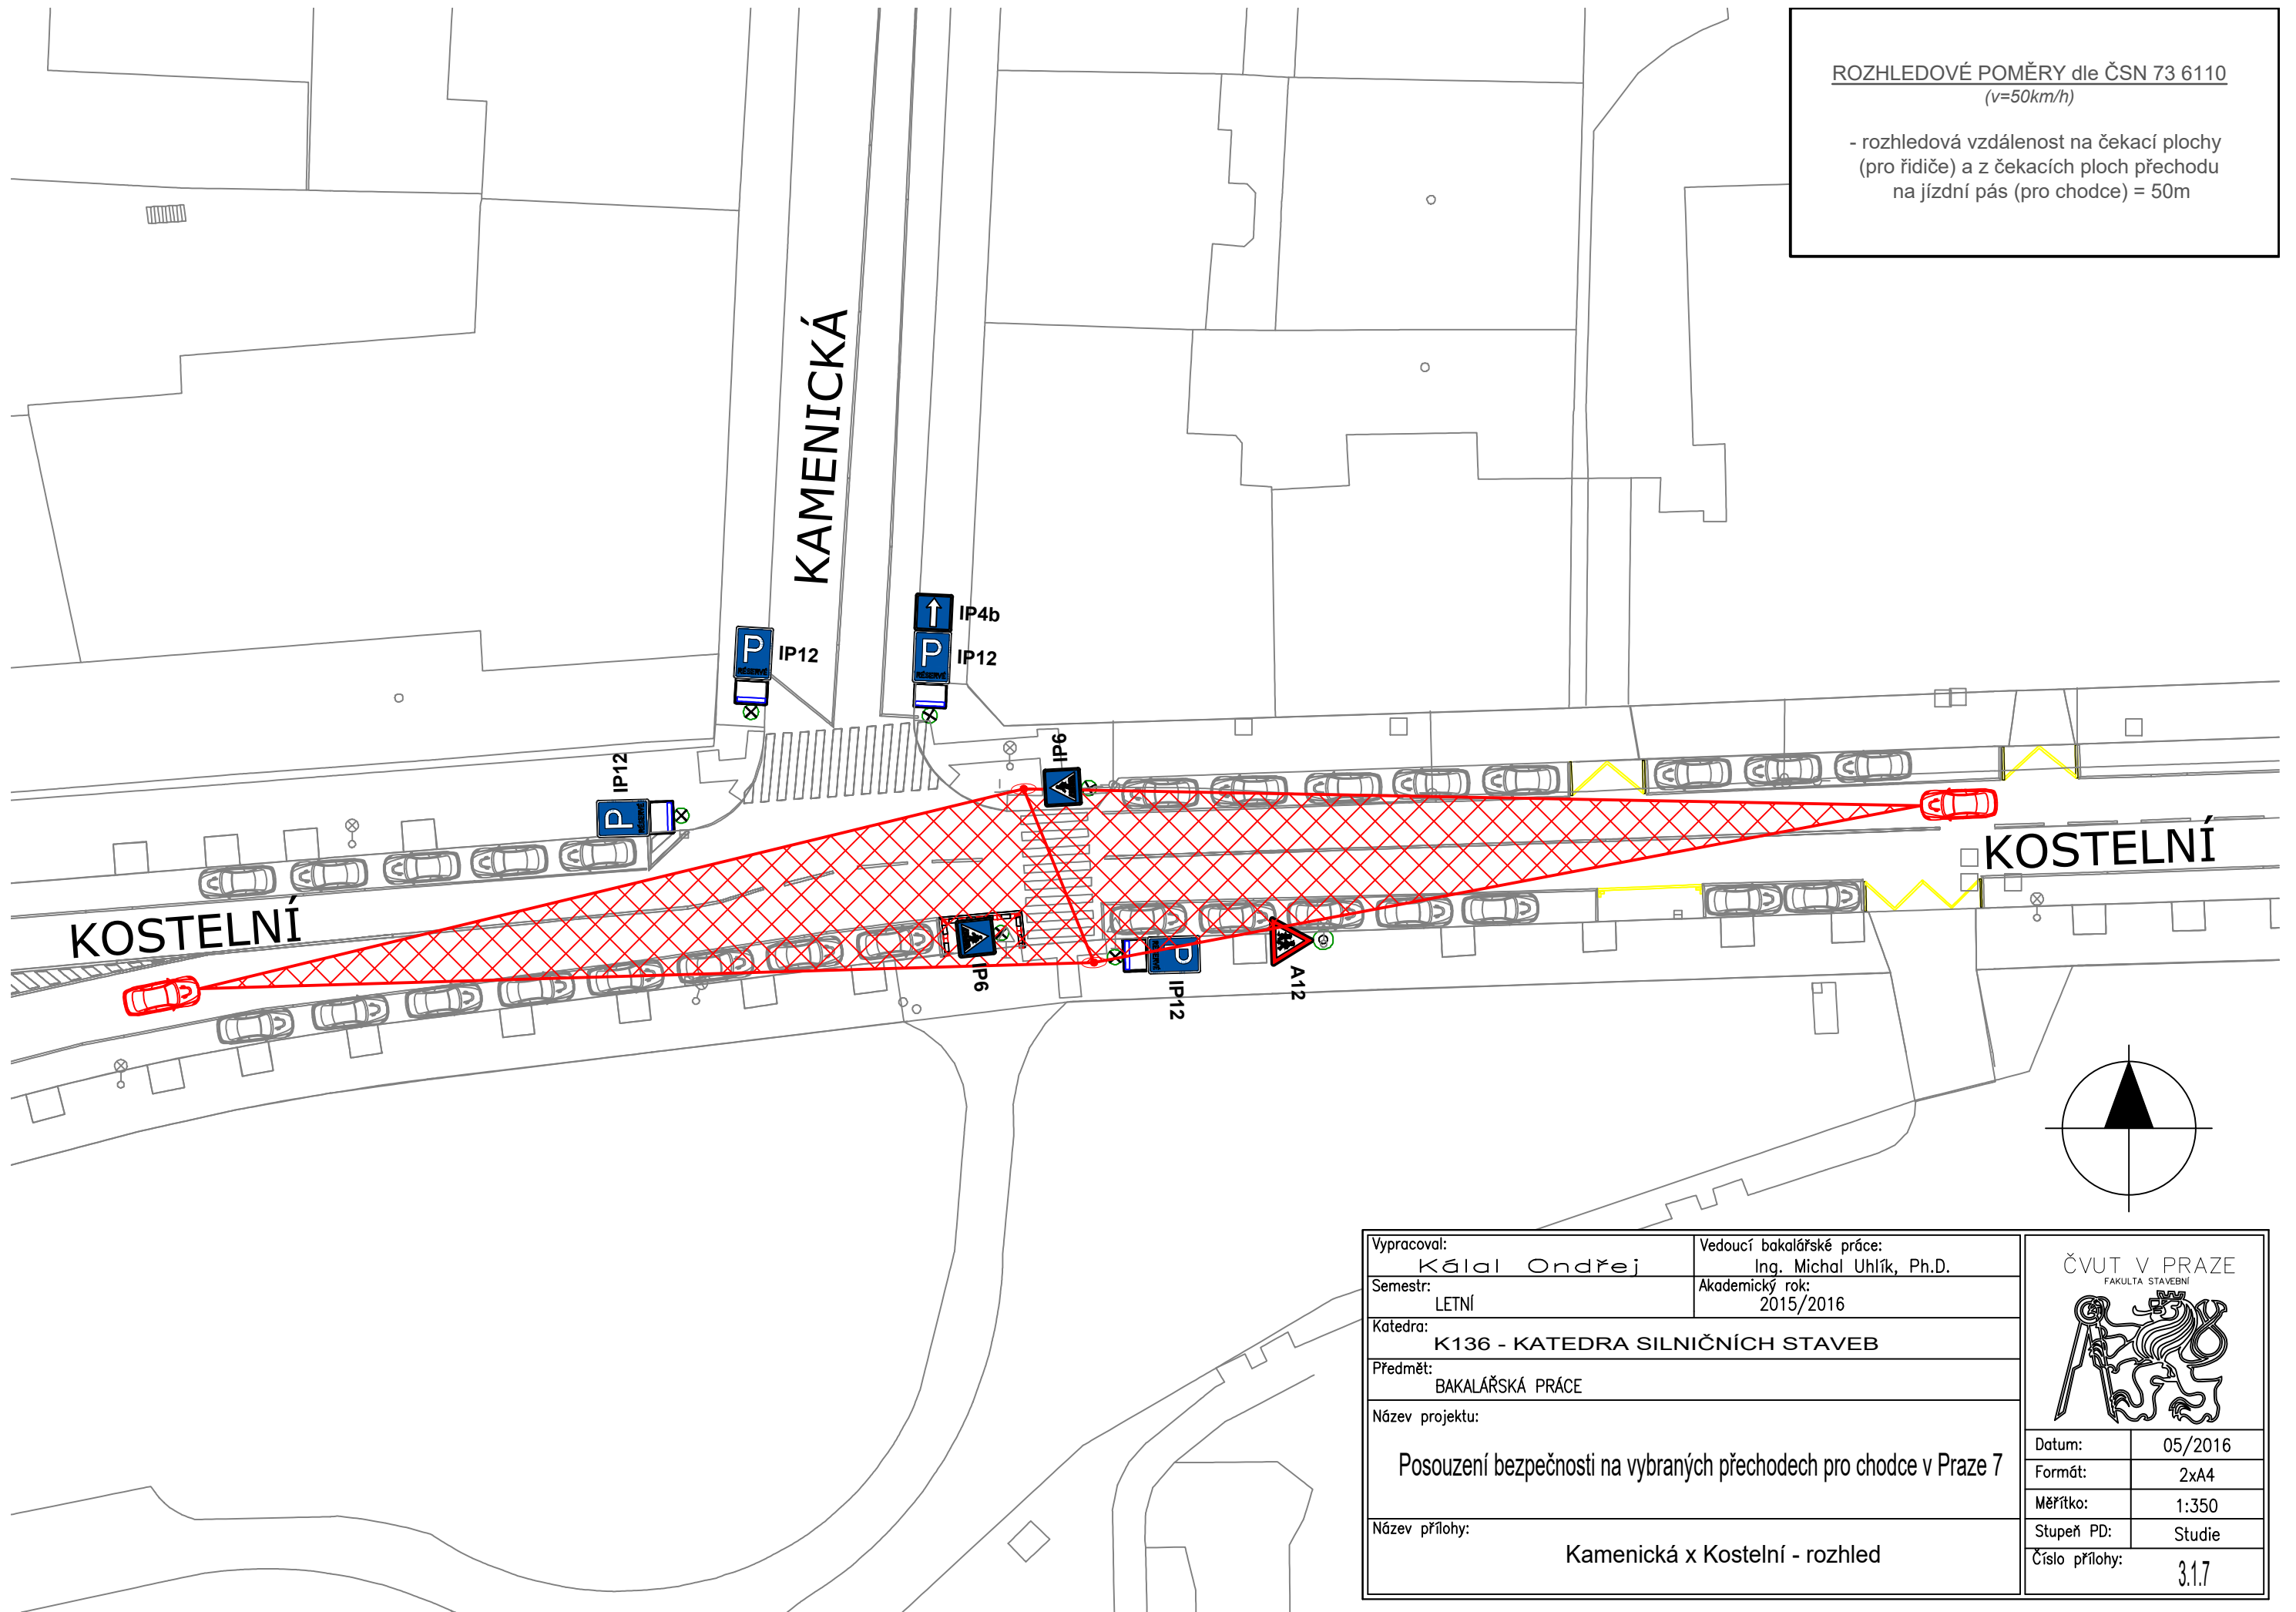 ROZHLEDOVÉ POMĚRY dle ČSN 73 6110
(v=50km/h)
- rozhledová vzdálenost na čekací plochy
(pro řidiče) a z čekacích ploch přechodu
na jízdní pás (pro chodce) = 50m
KAMENICKÁ
IP4b
P
RÉSERVÉ
IP12
P
RÉSERVÉ
IP12
IP12
P
RÉSERVÉ
IP6
KOSTELNÍ
KOSTELNÍ
IP6
P
RÉSERVÉ
IP12
A12
Vypracoval:
Kálal Ondřej
Vedoucí bakalářské práce:
Ing. Michal Uhlík, Ph.D.
Semestr:
LETNÍ
Akademický rok:
2015/2016
Katedra:
K136 - KATEDRA SILNIČNÍCH STAVEB
Předmět:
BAKALÁŘSKÁ PRÁCE
Název projektu:
Posouzení bezpečnosti na vybraných přechodech pro chodce v Praze 7
Název přílohy:
Kamenická x Kostelní - rozhled
ČVUT V PRAZE
FAKULTA STAVEBNÍ
Datum: 05/2016
Formát: 2xA4
Měřítko: 1:350
Stupeň PD: Studie
Číslo přílohy: 3.1.7